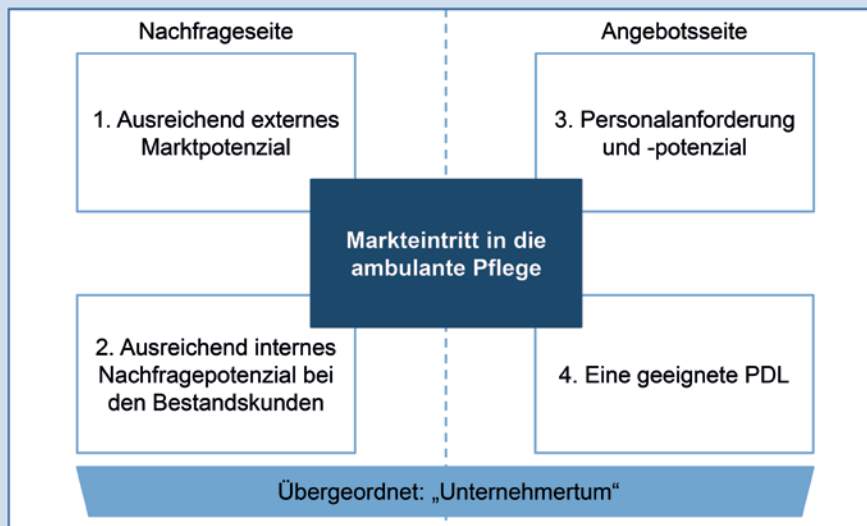 Nachfrageseite
Angebotsseite
1. Ausreichend externes
Marktpotenzial
3. Personalanforderung
und -potenzial
Markteintritt in die
ambulante Pflege
2. Ausreichend internes
Nachfragepotenzial bei
den Bestandskunden
4. Eine geeignete PDL
Übergeordnet: „Unternehmertum“